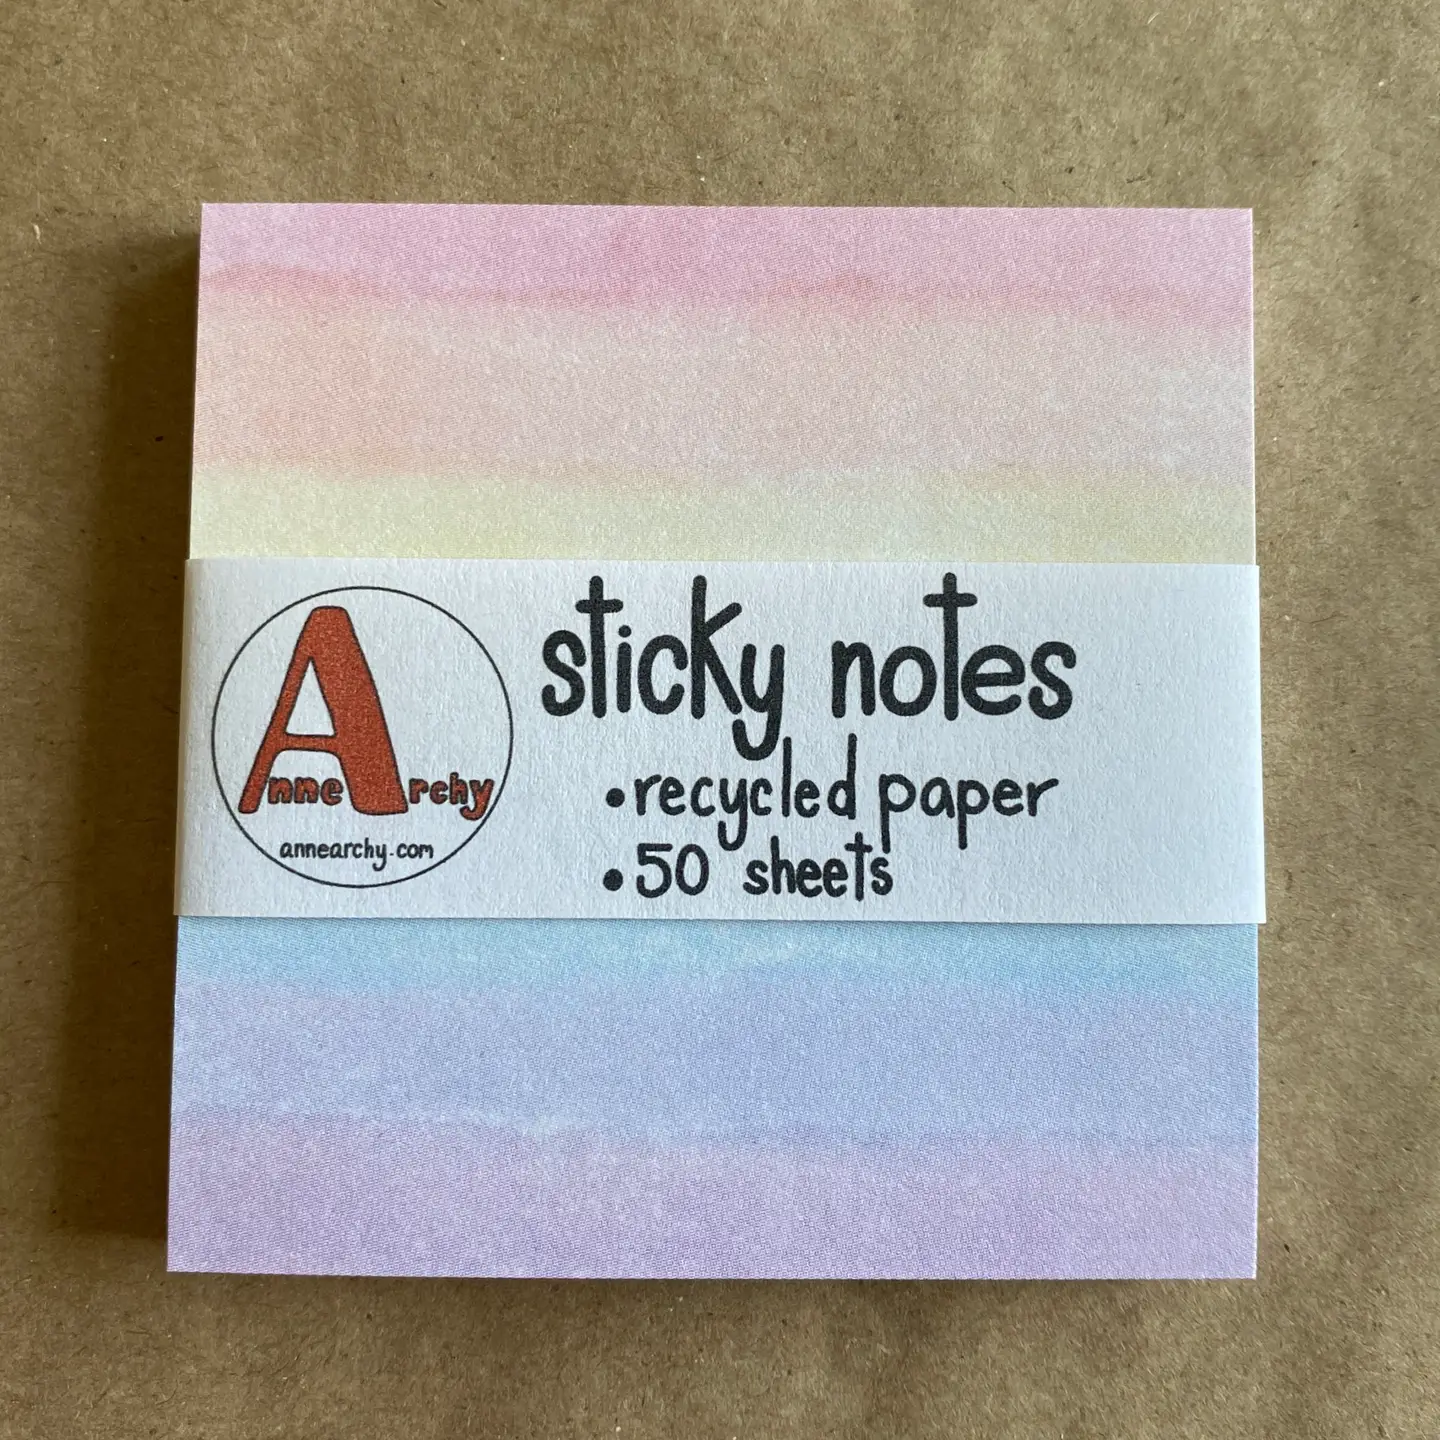 Anne Archy
annearchy.com
sticky notes
•recycled paper
•50 sheets